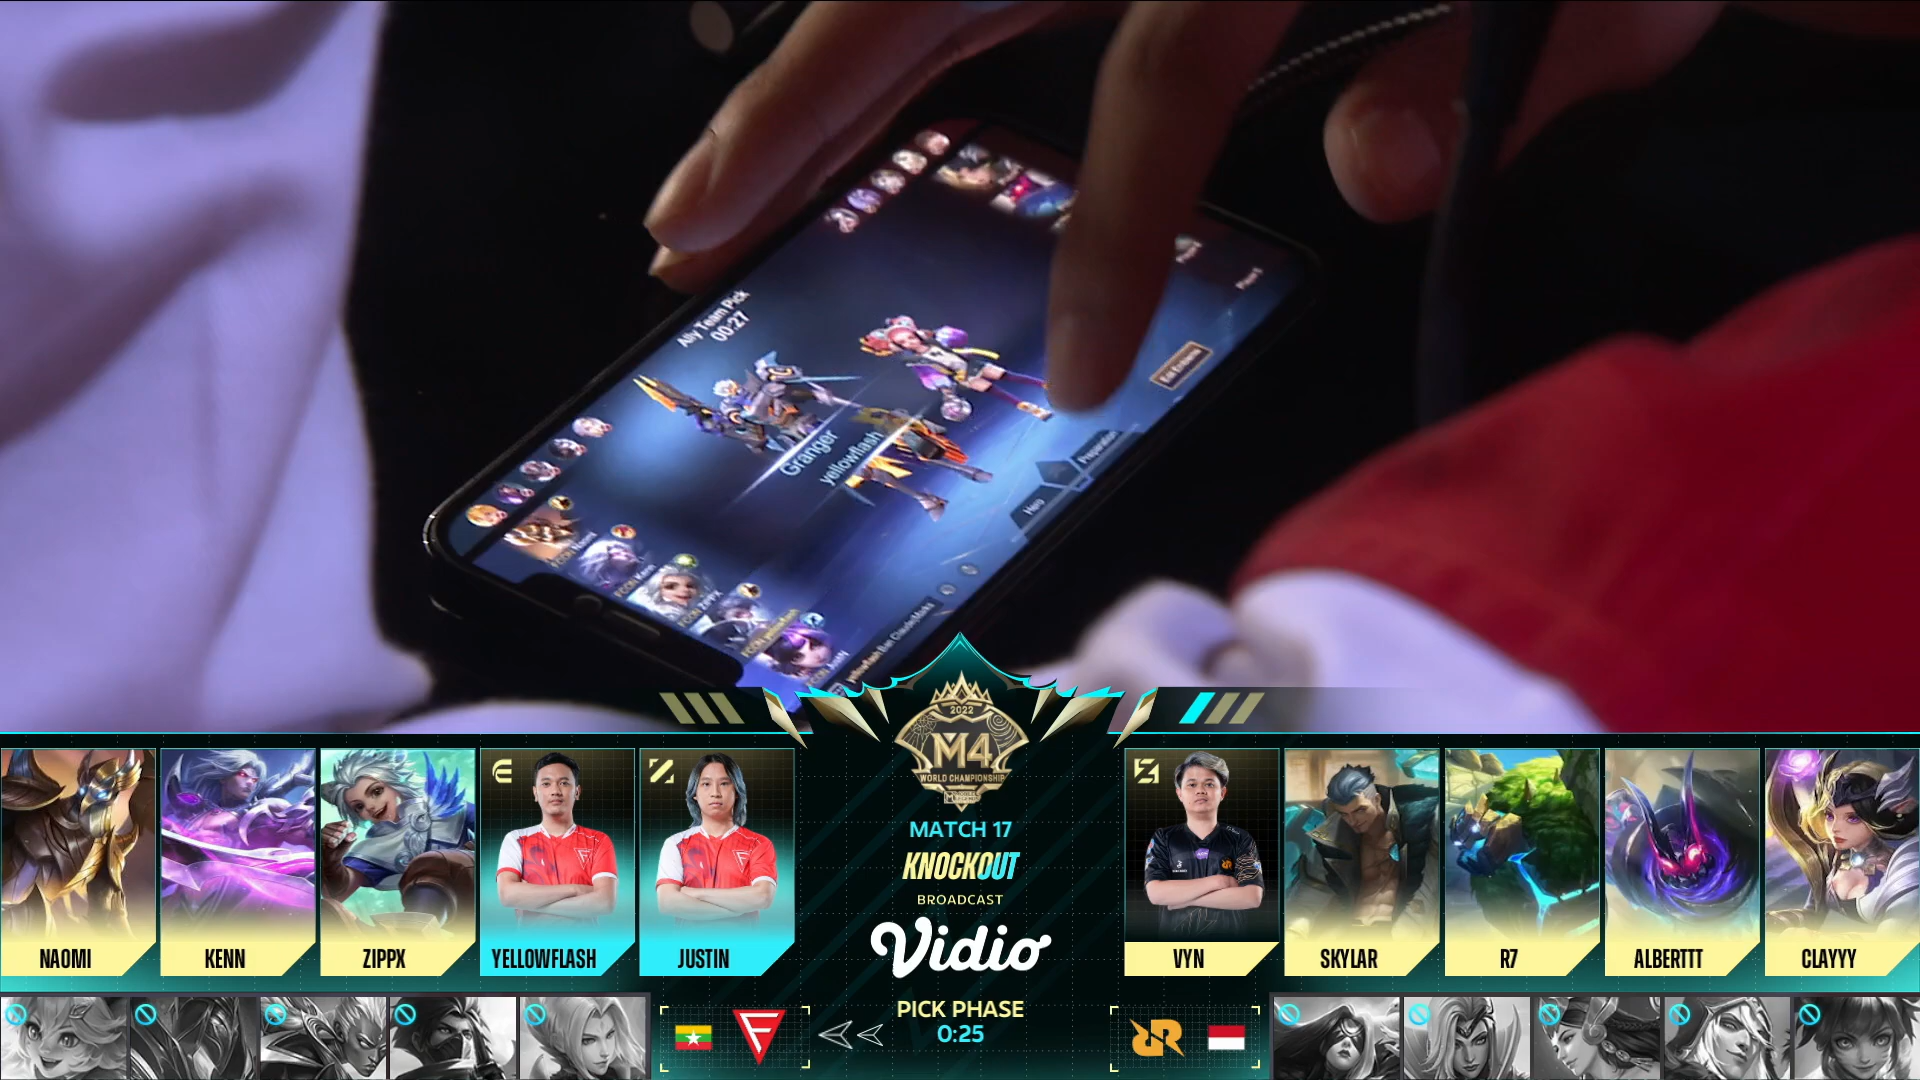 Ally Team Pick
00:27
Granger
yellowflash
Preparation
Hero
2022
M4
WORLD CHAMPIONSHIP
MATCH 17
KNOCKOUT
BROADCAST
Vidio
PICK PHASE
0:25
NAOMI
KENN
ZIPPX
YELLOWFLASH
JUSTIN
VYN
SKYLAR
R7
ALBERTTT
CLAYYY